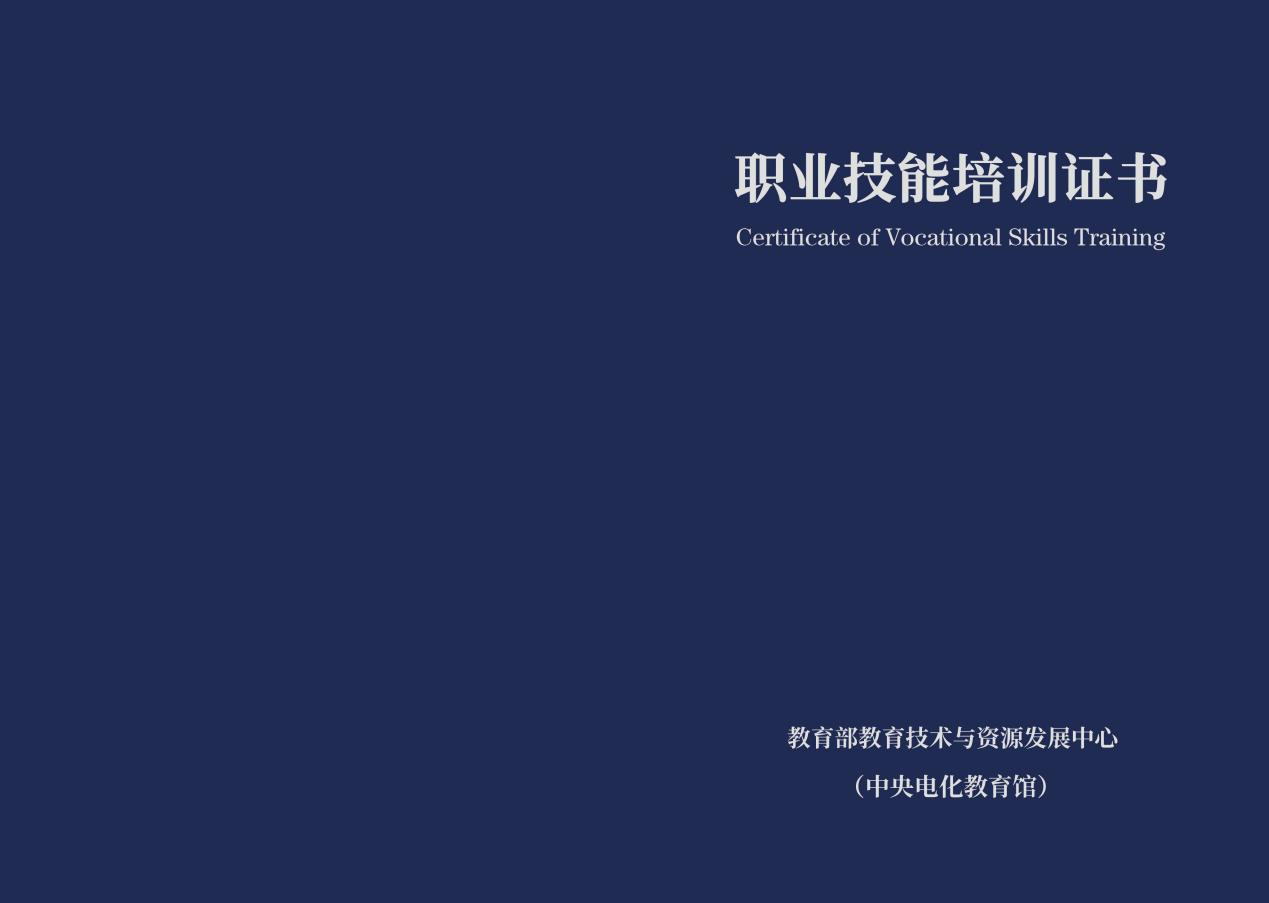 职业技能培训证书
Certificate of Vocational Skills Training
教育部教育技术与资源发展中心
（中央电化教育馆）